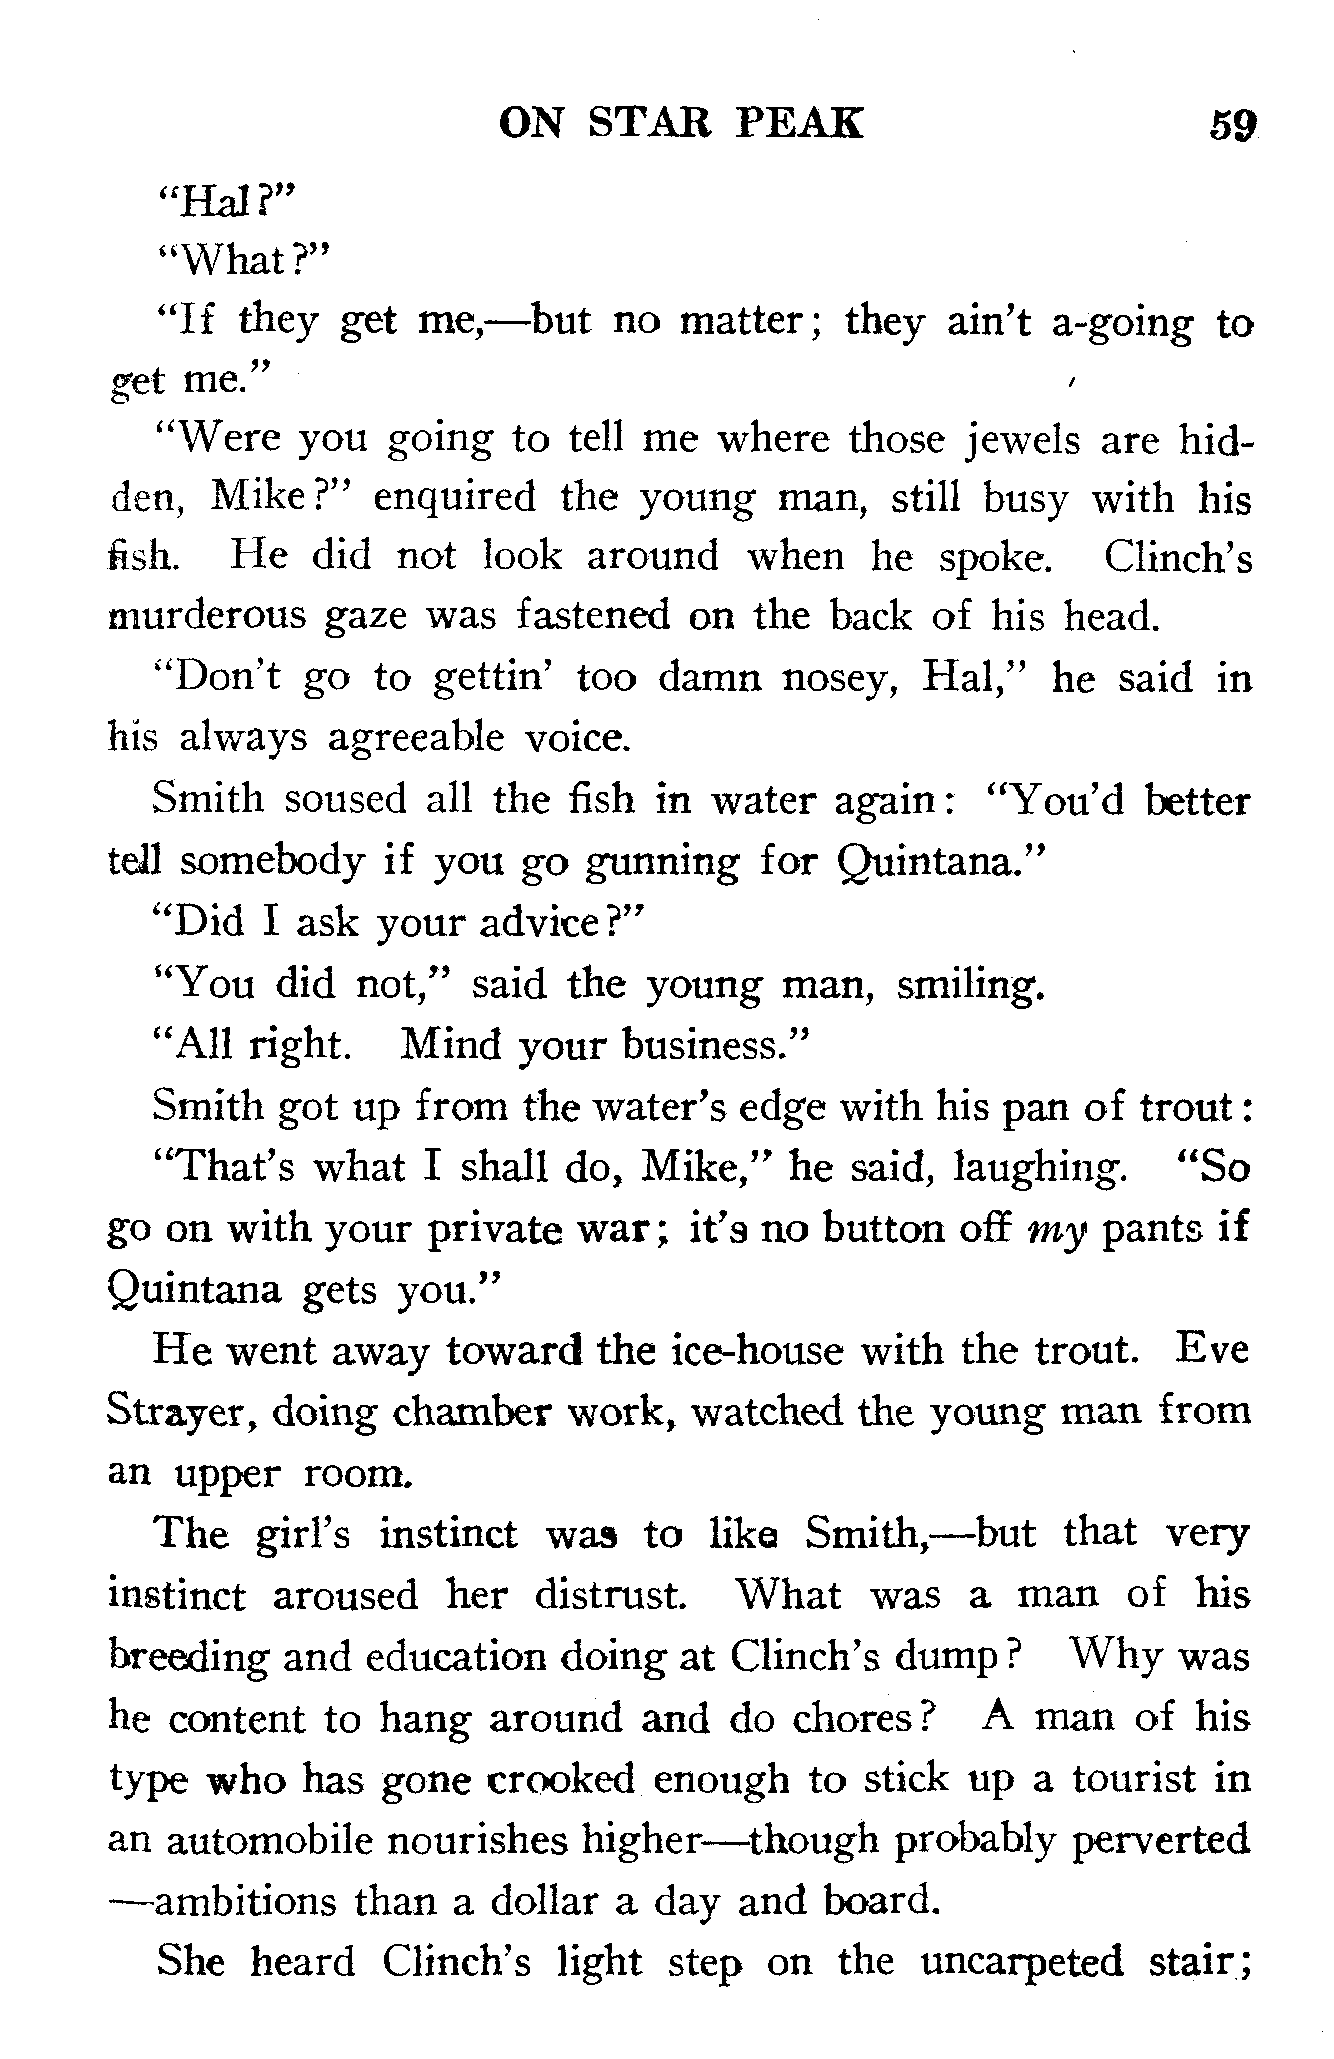 ON STAR PEAK 59
“Hal?”
“What?”
“If they get me,—but no matter; they ain’t a-going to
get me.”
“Were you going to tell me where those jewels are hid-
den, Mike?” enquired the young man, still busy with his
fish. He did not look around when he spoke. Clinch’s
murderous gaze was fastened on the back of his head.
“Don’t go to gettin’ too damn nosey, Hal,” he said in
his always agreeable voice.
Smith soused all the fish in water again: “You’d better
tell somebody if you go gunning for Quintana.”
“Did I ask your advice?”
“You did not,” said the young man, smiling.
“All right. Mind your business.”
Smith got up from the water’s edge with his pan of trout:
“That’s what I shall do, Mike,” he said, laughing. “So
go on with your private war; it’s no button off my pants if
Quintana gets you.”
He went away toward the ice-house with the trout. Eve
Strayer, doing chamber work, watched the young man from
an upper room.
The girl’s instinct was to like Smith,—but that very
instinct aroused her distrust. What was a man of his
breeding and education doing at Clinch’s dump? Why was
he content to hang around and do chores? A man of his
type who has gone crooked enough to stick up a tourist in
an automobile nourishes higher—though probably perverted
—ambitions than a dollar a day and board.
She heard Clinch’s light step on the uncarpeted stair;